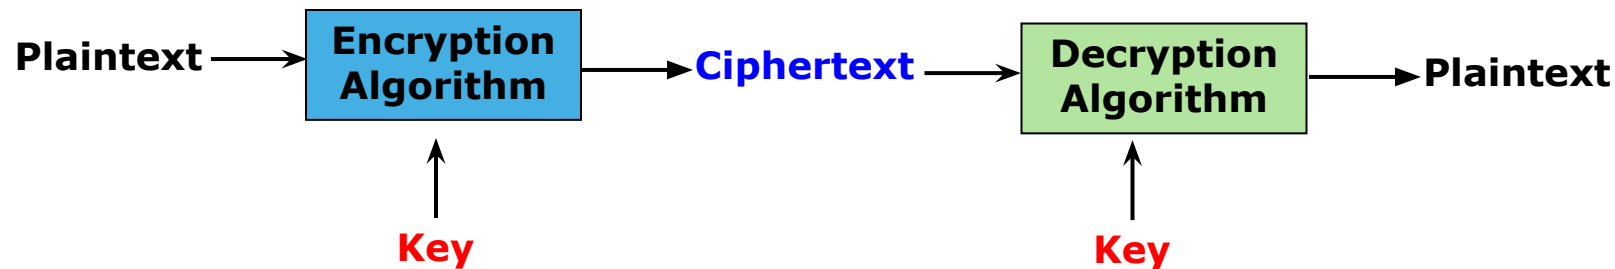 Plaintext
Encryption
Algorithm
Ciphertext
Decryption
Algorithm
Plaintext
Key
Key